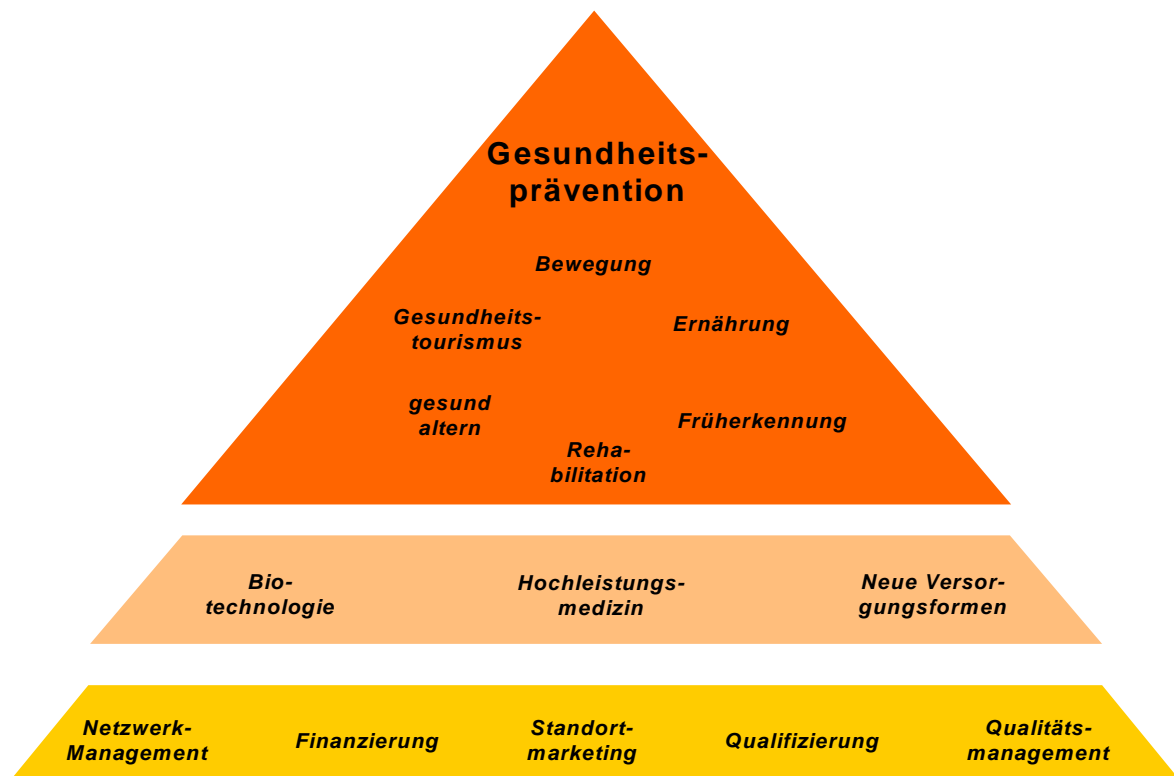 Gesundheits-
prävention
Bewegung
Gesundheits-
tourismus
Ernährung
gesund
altern
Früherkennung
Reha-
bilitation
Bio-
technologie
Hochleistungs-
medizin
Neue Versor-
gungsformen
Netzwerk-
Management
Finanzierung
Standort-
marketing
Qualifizierung
Qualitäts-
management